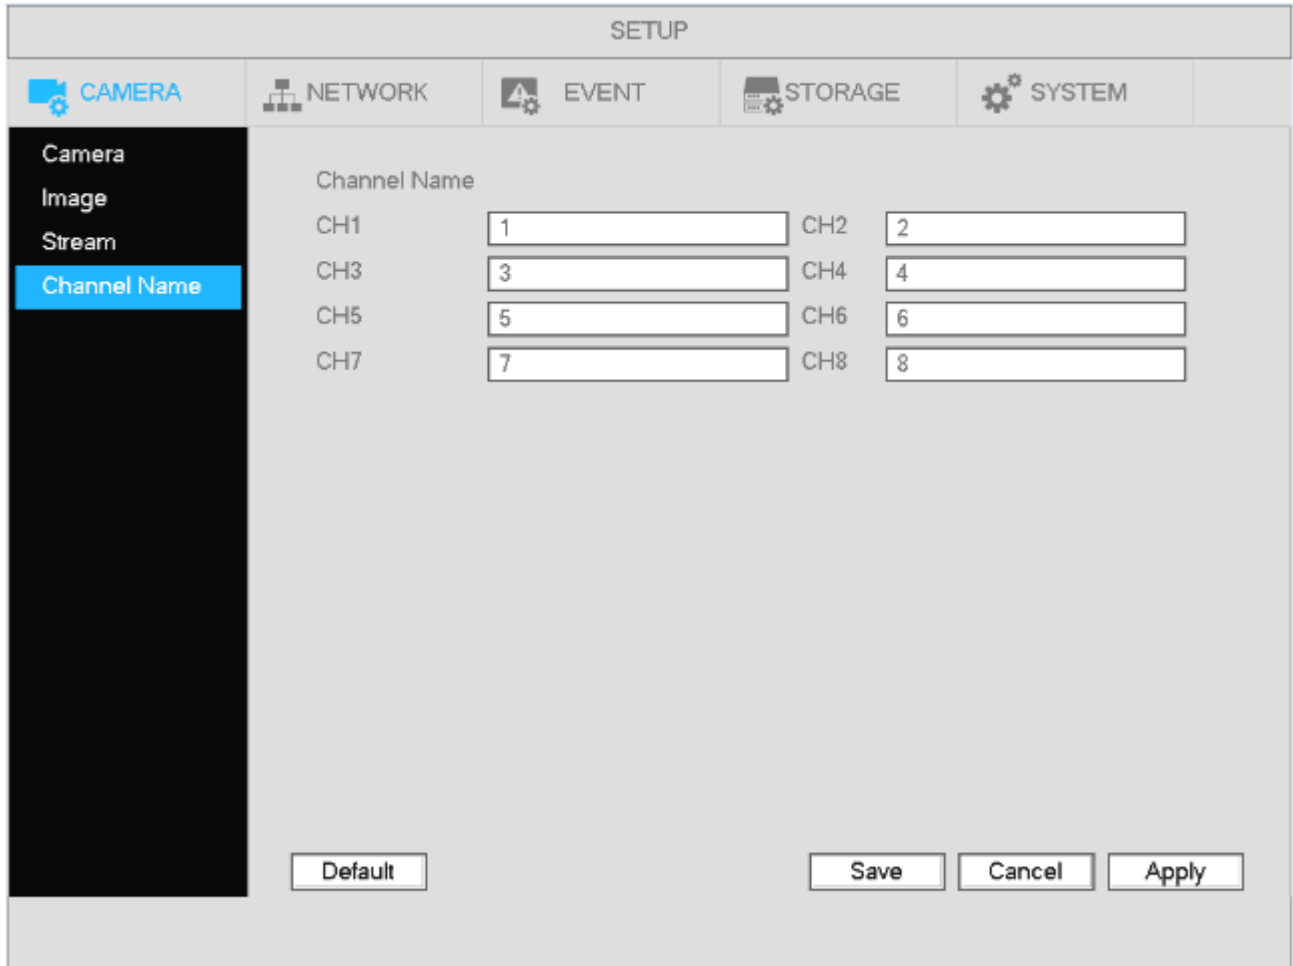 SETUP
CAMERA NETWORK EVENT STORAGE SYSTEM
Camera
Image
Stream
Channel Name
Channel Name
CH1 1 CH2 2
CH3 3 CH4 4
CH5 5 CH6 6
CH7 7 CH8 8
Default Save Cancel Apply